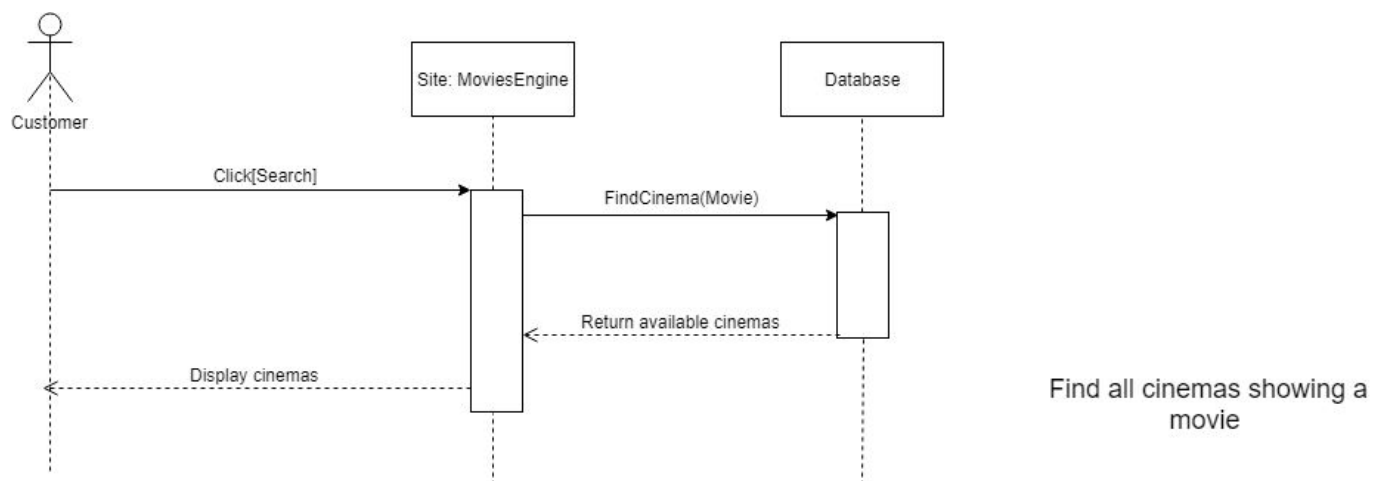 Customer
Site: MoviesEngine
Database
Click[Search]
FindCinema(Movie)
Return available cinemas
Display cinemas
Find all cinemas showing a
movie